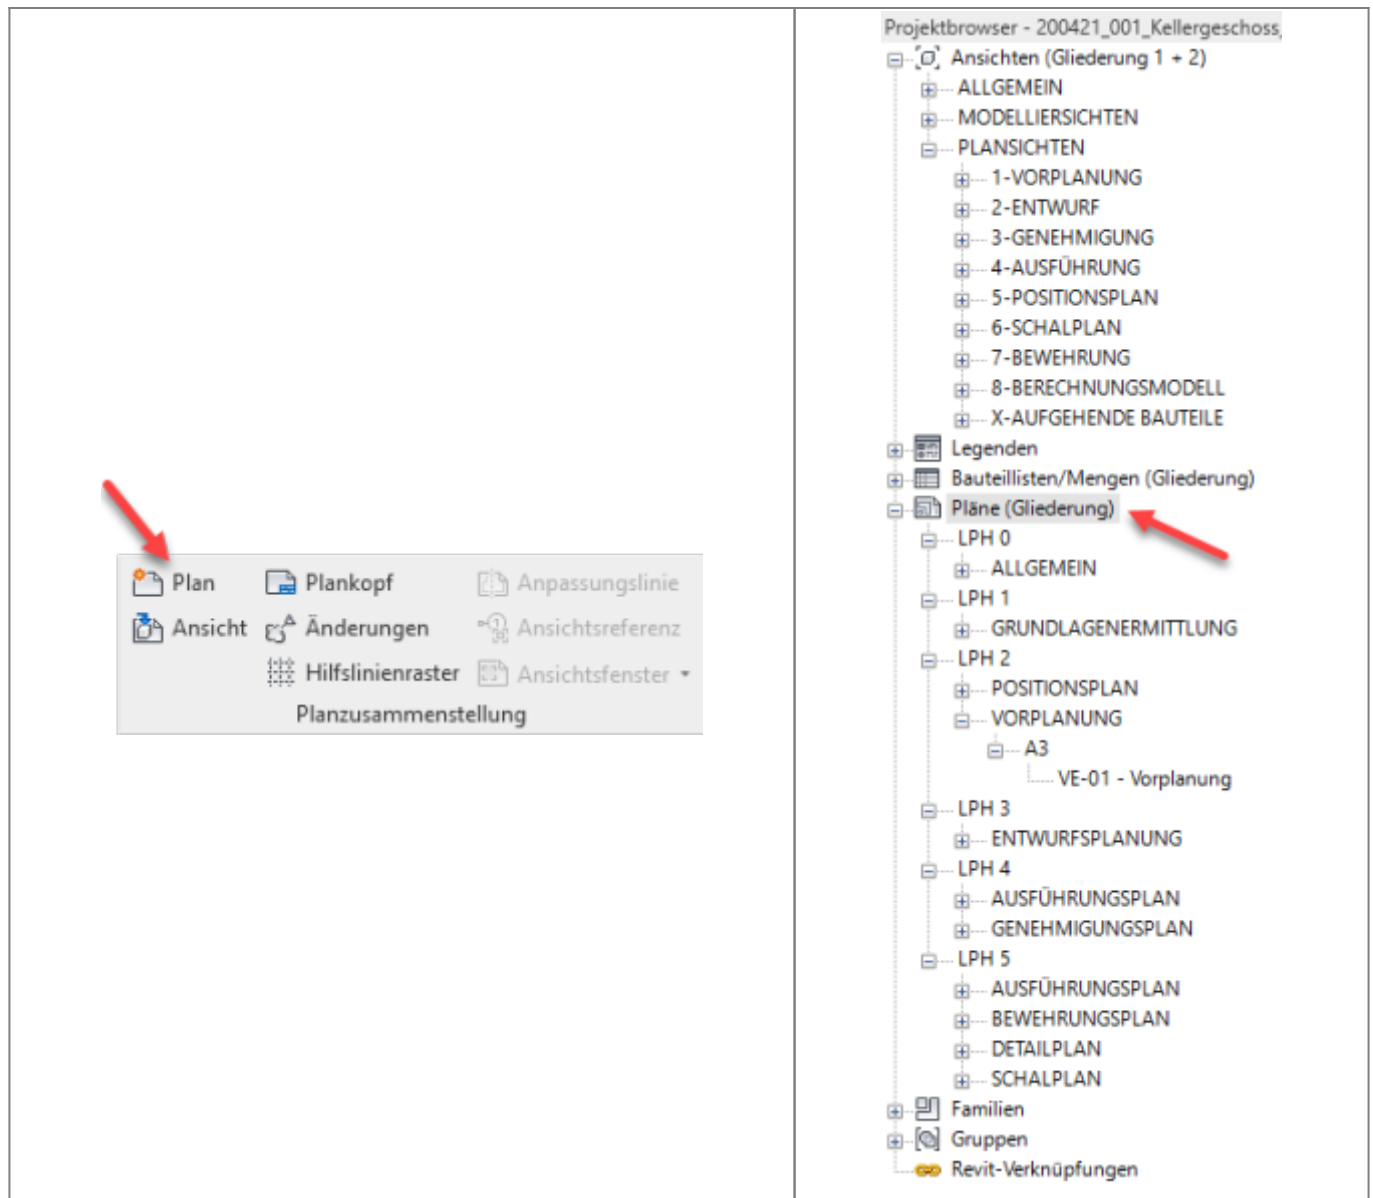 Plan
Plankopf
Anpassungslinie
Ansicht
Änderungen
Ansichtsreferenz
Hilfslinienraster
Ansichtsfenster
Planzusammenstellung
Projektbrowser - 200421_001_Kellergeschoss_
Ansichten (Gliederung 1 + 2)
ALLGEMEIN
MODELLIERSICHTEN
PLANSICHTEN
1-VORPLANUNG
2-ENTWURF
3-GENEHMIGUNG
4-AUSFÜHRUNG
5-POSITIONSPLAN
6-SCHALPLAN
7-BEWEHRUNG
8-BERECHNUNGSMODELL
X-AUFGEHENDE BAUTEILE
Legenden
Bauteillisten/Mengen (Gliederung)
Pläne (Gliederung)
LPH 0
ALLGEMEIN
LPH 1
GRUNDLAGENERMITTLUNG
LPH 2
POSITIONSPLAN
VORPLANUNG
A3
VE-01 - Vorplanung
LPH 3
ENTWURFSPLANUNG
LPH 4
AUSFÜHRUNGSPLAN
GENEHMIGUNGSPLAN
LPH 5
AUSFÜHRUNGSPLAN
BEWEHRUNGSPLAN
DETAILPLAN
SCHALPLAN
Familien
Gruppen
Revit-Verknüpfungen